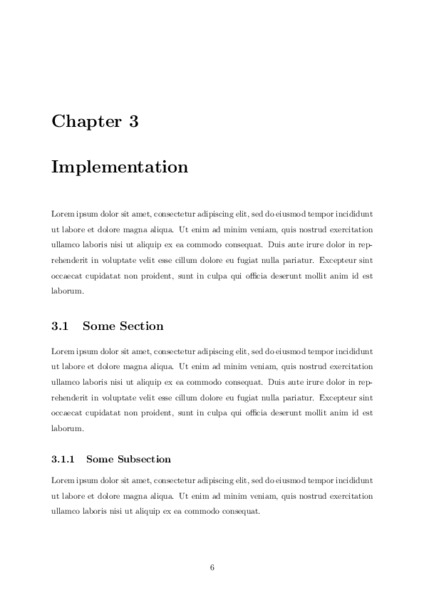 Chapter 3
Implementation
Lorem ipsum dolor sit amet, consectetur adipiscing elit, sed do eiusmod tempor incididunt
ut labore et dolore magna aliqua. Ut enim ad minim veniam, quis nostrud exercitation
ullamco laboris nisi ut aliquip ex ea commodo consequat. Duis aute irure dolor in rep-
rehenderit in voluptate velit esse cillum dolore eu fugiat nulla pariatur. Excepteur sint
occaecat cupidatat non proident, sunt in culpa qui officia deserunt mollit anim id est
laborum.
3.1 Some Section
Lorem ipsum dolor sit amet, consectetur adipiscing elit, sed do eiusmod tempor incididunt
ut labore et dolore magna aliqua. Ut enim ad minim veniam, quis nostrud exercitation
ullamco laboris nisi ut aliquip ex ea commodo consequat. Duis aute irure dolor in rep-
rehenderit in voluptate velit esse cillum dolore eu fugiat nulla pariatur. Excepteur sint
occaecat cupidatat non proident, sunt in culpa qui officia deserunt mollit anim id est
laborum.
3.1.1 Some Subsection
Lorem ipsum dolor sit amet, consectetur adipiscing elit, sed do eiusmod tempor incididunt
ut labore et dolore magna aliqua. Ut enim ad minim veniam, quis nostrud exercitation
ullamco laboris nisi ut aliquip ex ea commodo consequat.
6